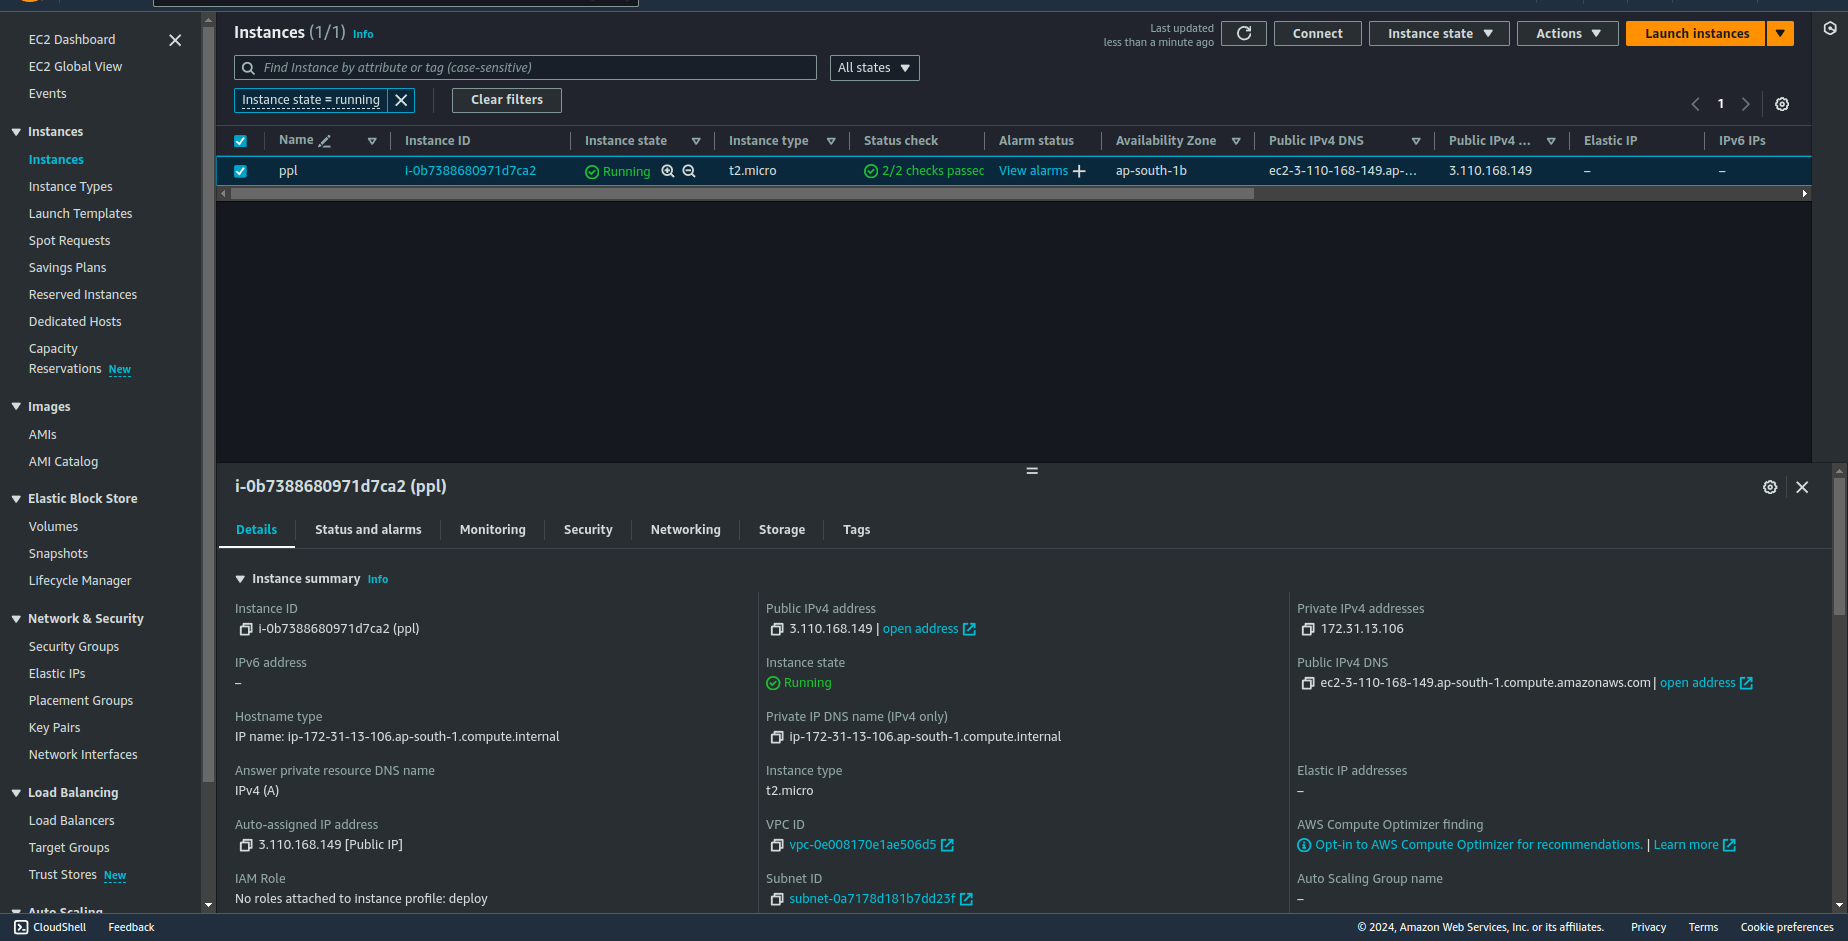 EC2 Dashboard
EC2 Global View
Events
Instances
Instances
Instance Types
Launch Templates
Spot Requests
Savings Plans
Reserved Instances
Dedicated Hosts
Capacity
Reservations New
Images
AMIs
AMI Catalog
Elastic Block Store
Volumes
Snapshots
Lifecycle Manager
Network & Security
Security Groups
Elastic IPs
Placement Groups
Key Pairs
Network Interfaces
Load Balancing
Load Balancers
Target Groups
Trust Stores New
Auto Scaling
Instances (1/1) Info
Last updated
less than a minute ago
Connect
Instance state
Actions
Launch instances
Find Instance by attribute or tag (case-sensitive)
All states
Instance state = running
Clear filters
1
Name Instance ID Instance state Instance type Status check Alarm status Availability Zone Public IPv4 DNS Public IPv4 ... Elastic IP IPv6 IPs
ppl i-0b7388680971d7ca2 Running t2.micro 2/2 checks passed View alarms ap-south-1b ec2-3-110-168-149.ap-... 3.110.168.149 – –
i-0b7388680971d7ca2 (ppl)
Details Status and alarms Monitoring Security Networking Storage Tags
Instance summary Info
Instance ID
i-0b7388680971d7ca2 (ppl)
Public IPv4 address
3.110.168.149 | open address
Private IPv4 addresses
172.31.13.106
IPv6 address
–
Instance state
Running
Public IPv4 DNS
ec2-3-110-168-149.ap-south-1.compute.amazonaws.com | open address
Hostname type
IP name: ip-172-31-13-106.ap-south-1.compute.internal
Private IP DNS name (IPv4 only)
ip-172-31-13-106.ap-south-1.compute.internal
Answer private resource DNS name
IPv4 (A)
Instance type
t2.micro
Elastic IP addresses
–
Auto-assigned IP address
3.110.168.149 [Public IP]
VPC ID
vpc-0e008170e1ae506d5
AWS Compute Optimizer finding
Opt-in to AWS Compute Optimizer for recommendations. | Learn more
IAM Role
No roles attached to instance profile: deploy
Subnet ID
subnet-0a7178d181b7dd23f
Auto Scaling Group name
–
CloudShell Feedback
© 2024, Amazon Web Services, Inc. or its affiliates. Privacy Terms Cookie preferences